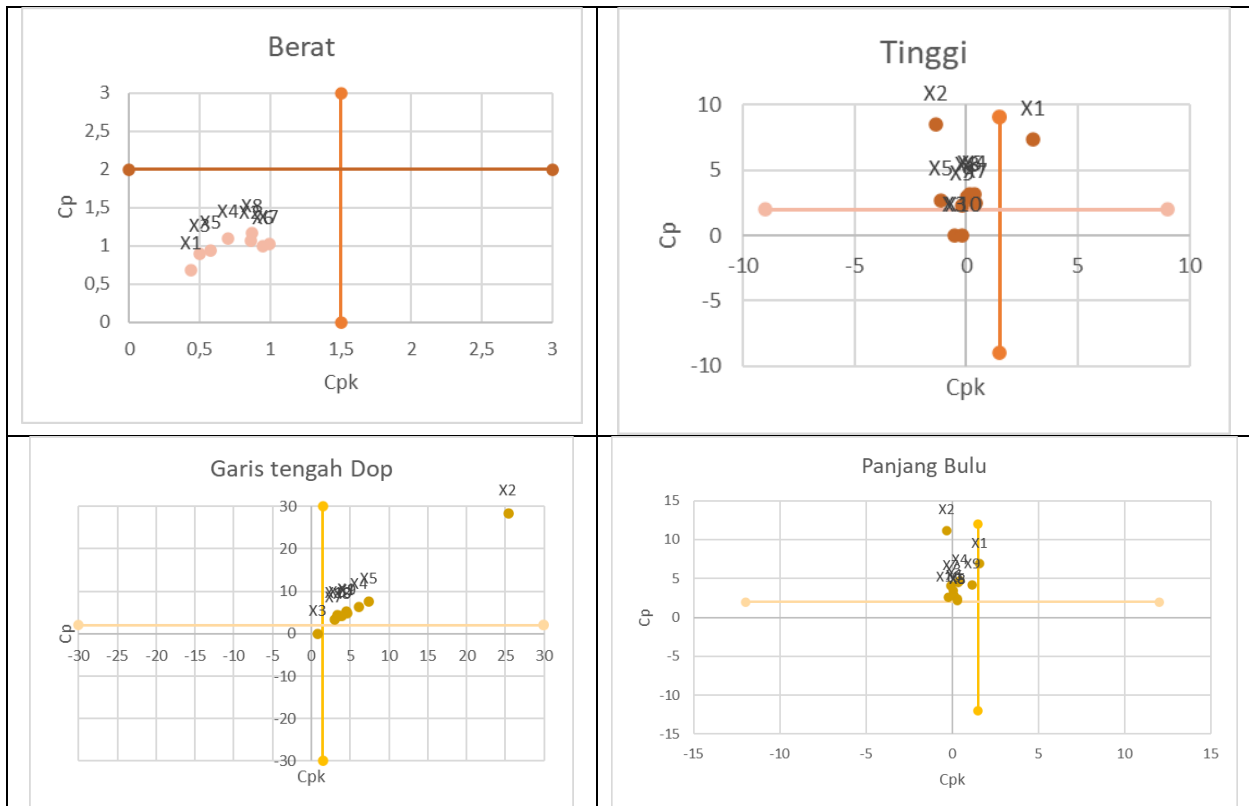 Berat
3
2,5
2
1,5
1
0,5
0
Cp
X8
X4
X7
X6
X5
X3
X1
0 0,5 1 1,5 2 2,5 3
Cpk
Tinggi
10
5
0
-5
-10
Cp
X2
X1
X5
-10 -5 0 5 10
Cpk
Garis tengah Dop
30
20
10
0
-10
-20
-30
Cp
X2
X5
X4
X3
-30 -25 -20 -15 -10 -5 0 5 10 15 20 25 30
Cpk
Panjang Bulu
15
10
5
0
-5
-10
-15
Cp
X2
X1
X4
X9
X8
-15 -10 -5 0 5 10 15
Cpk